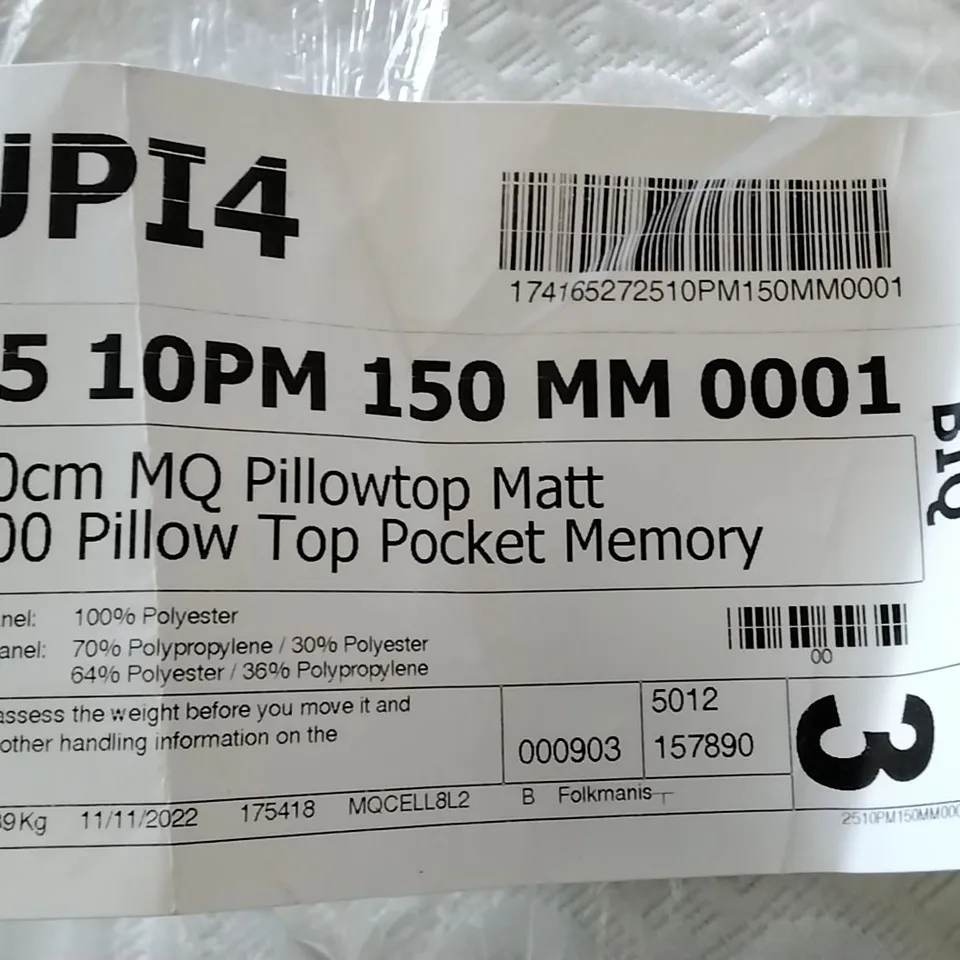 JPI4
174165272510PM150MM0001
5 10PM 150 MM 0001
BIQ
0cm MQ Pillowtop Matt
00 Pillow Top Pocket Memory
nel: 100% Polyester
anel: 70% Polypropylene / 30% Polyester
64% Polyester / 36% Polypropylene
00
assess the weight before you move it and
other handling information on the
000903
5012
157890
3
39Kg 11/11/2022 175418 MQCELL8L2 B Folkmanis
2510PM150MM000